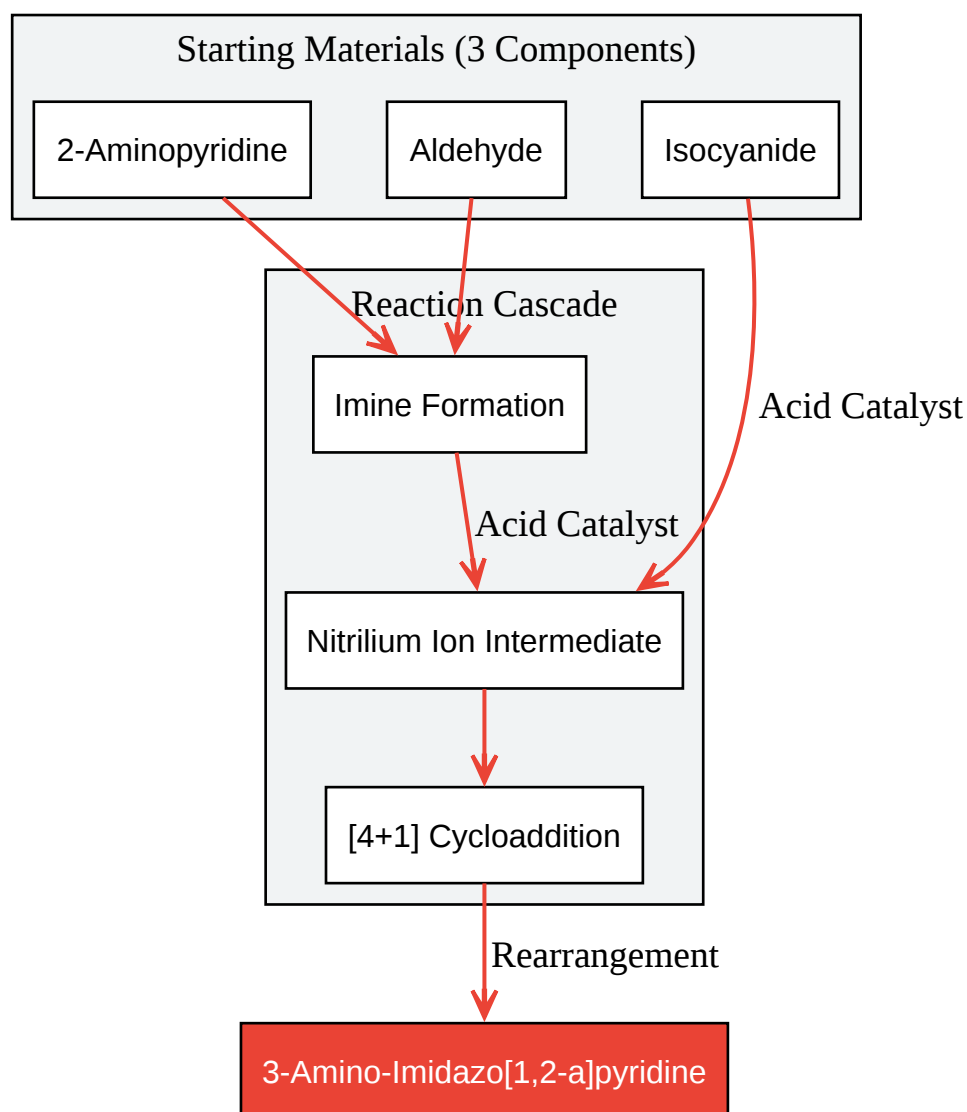 Starting Materials (3 Components)
2-Aminopyridine
Aldehyde
Isocyanide
Reaction Cascade
Imine Formation
Acid Catalyst
Acid Catalyst
Nitrilium Ion Intermediate
[4+1] Cycloaddition
Rearrangement
3-Amino-Imidazo[1,2-a]pyridine